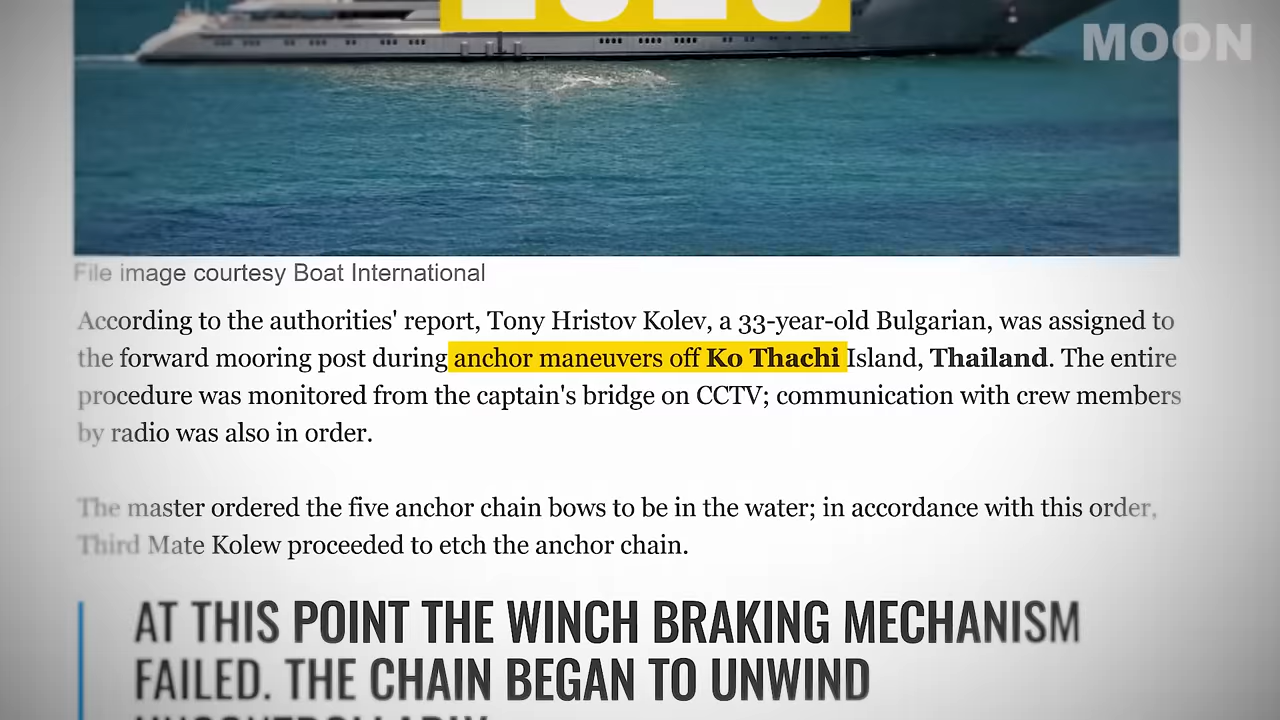 MOON
File image courtesy Boat International
According to the authorities' report, Tony Hristov Kolev, a 33-year-old Bulgarian, was assigned to
the forward mooring post during anchor maneuvers off Ko Thachi Island, Thailand. The entire
procedure was monitored from the captain's bridge on CCTV; communication with crew members
by radio was also in order.
The master ordered the five anchor chain bows to be in the water; in accordance with this order,
Third Mate Kolew proceeded to etch the anchor chain.
AT THIS POINT THE WINCH BRAKING MECHANISM
FAILED. THE CHAIN BEGAN TO UNWIND